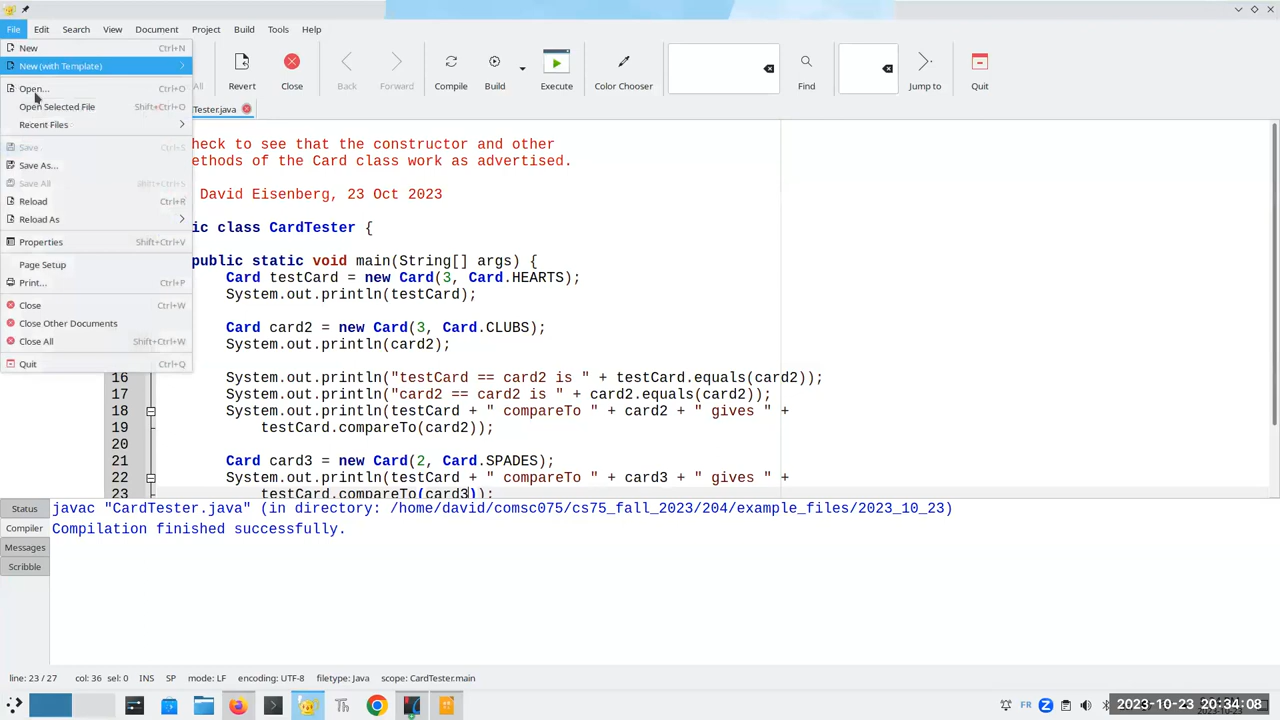 File Edit Search View Document Project Build Tools Help
New Ctrl+N
New (with Template)
Open... Ctrl+O
Open Selected File Shift+Ctrl+O
Recent Files
Save Ctrl+S
Save As...
Save All Shift+Ctrl+S
Reload Ctrl+R
Reload As
Properties Shift+Ctrl+V
Page Setup
Print... Ctrl+P
Close Ctrl+W
Close Other Documents
Close All Shift+Ctrl+W
Quit Ctrl+Q
All Revert Close Back Forward Compile Build Execute Color Chooser Find Jump to Quit
Tester.java
heck to see that the constructor and other
ethods of the Card class work as advertised.
David Eisenberg, 23 Oct 2023
ic class CardTester {
public static void main(String[] args) {
Card testCard = new Card(3, Card.HEARTS);
System.out.println(testCard);
Card card2 = new Card(3, Card.CLUBS);
System.out.println(card2);
16 System.out.println("testCard == card2 is " + testCard.equals(card2));
17 System.out.println("card2 == card2 is " + card2.equals(card2));
18 System.out.println(testCard + " compareTo " + card2 + " gives " +
19 testCard.compareTo(card2));
20
21 Card card3 = new Card(2, Card.SPADES);
22 System.out.println(testCard + " compareTo " + card3 + " gives " +
23 testCard.compareTo(card3));
Status
Compiler
Messages
Scribble
javac "CardTester.java" (in directory: /home/david/comsc075/cs75_fall_2023/204/example_files/2023_10_23)
Compilation finished successfully.
line: 23 / 27 col: 36 sel: 0 INS SP mode: LF encoding: UTF-8 filetype: Java scope: CardTester.main
FR 2023-10-23 20:34:08